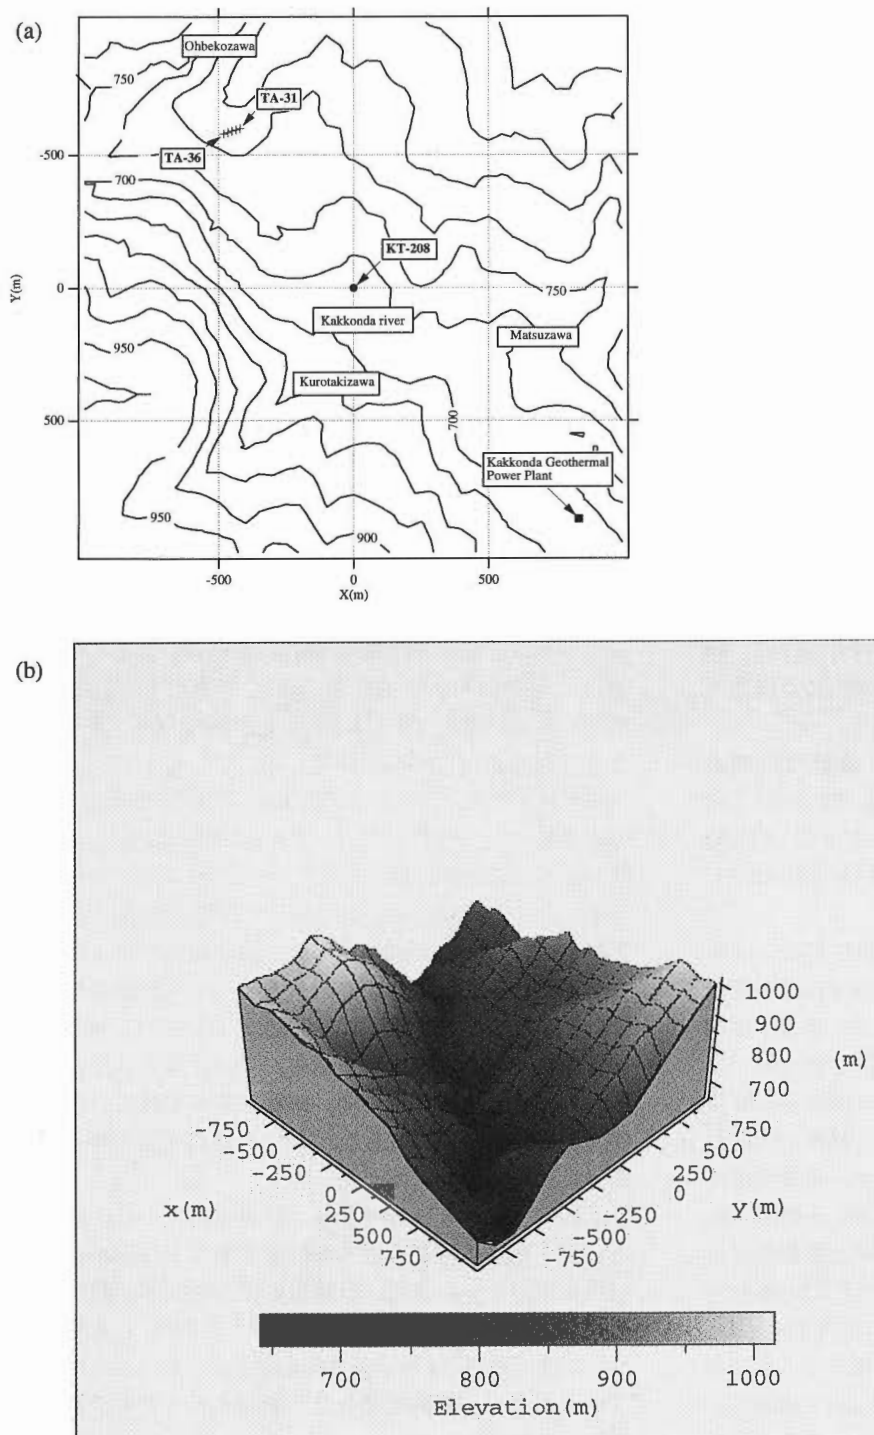 (a)
Ohbekozawa
750
TA-31
-500
TA-36
700
KT-208
750
0
Y(m)
Kakkonda river
Matsuzawa
950
Kurotakizawa
500
700
Kakkonda Geothermal
Power Plant
950
900
-500
0
500
X(m)
(b)
1000
900
800
700
(m)
-750
-500
-250
0
250
500
750
x(m)
750
500
250
0
-250
-500
-750
y(m)
700
800
900
1000
Elevation(m)